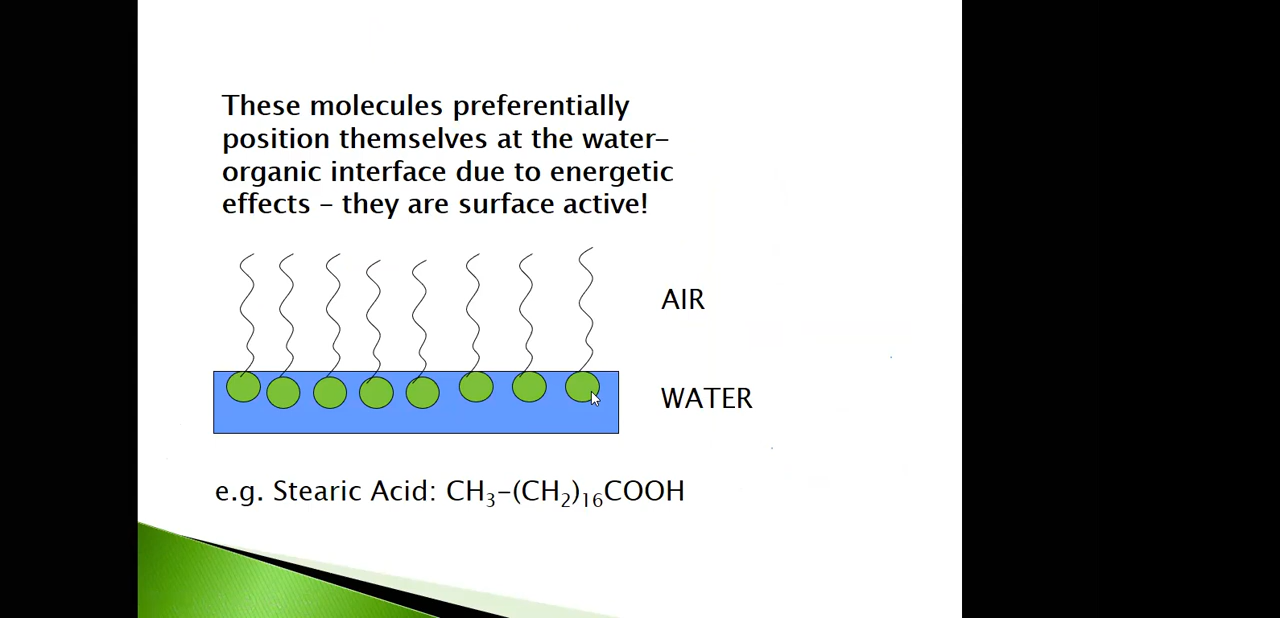 These molecules preferentially
position themselves at the water–
organic interface due to energetic
effects – they are surface active!
AIR
WATER
e.g. Stearic Acid: CH₃–(CH₂)₁₆COOH